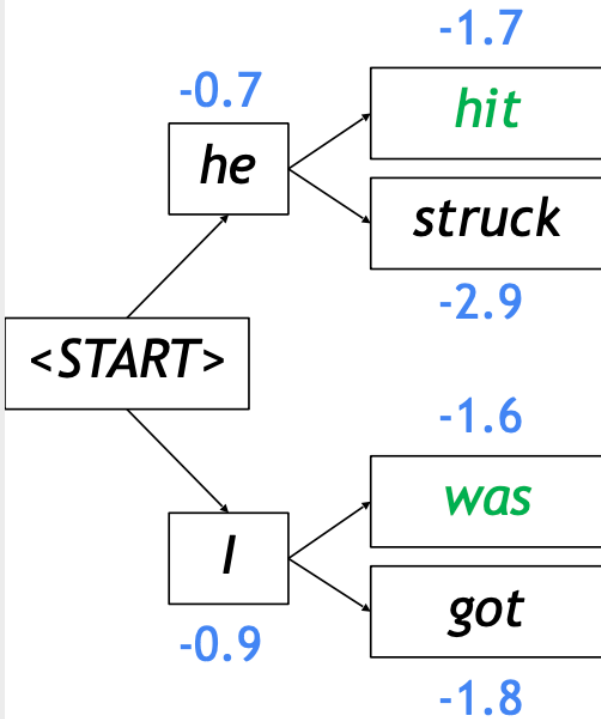 -1.7
-0.7
hit
he
struck
-2.9
<START>
-1.6
was
I
got
-0.9
-1.8